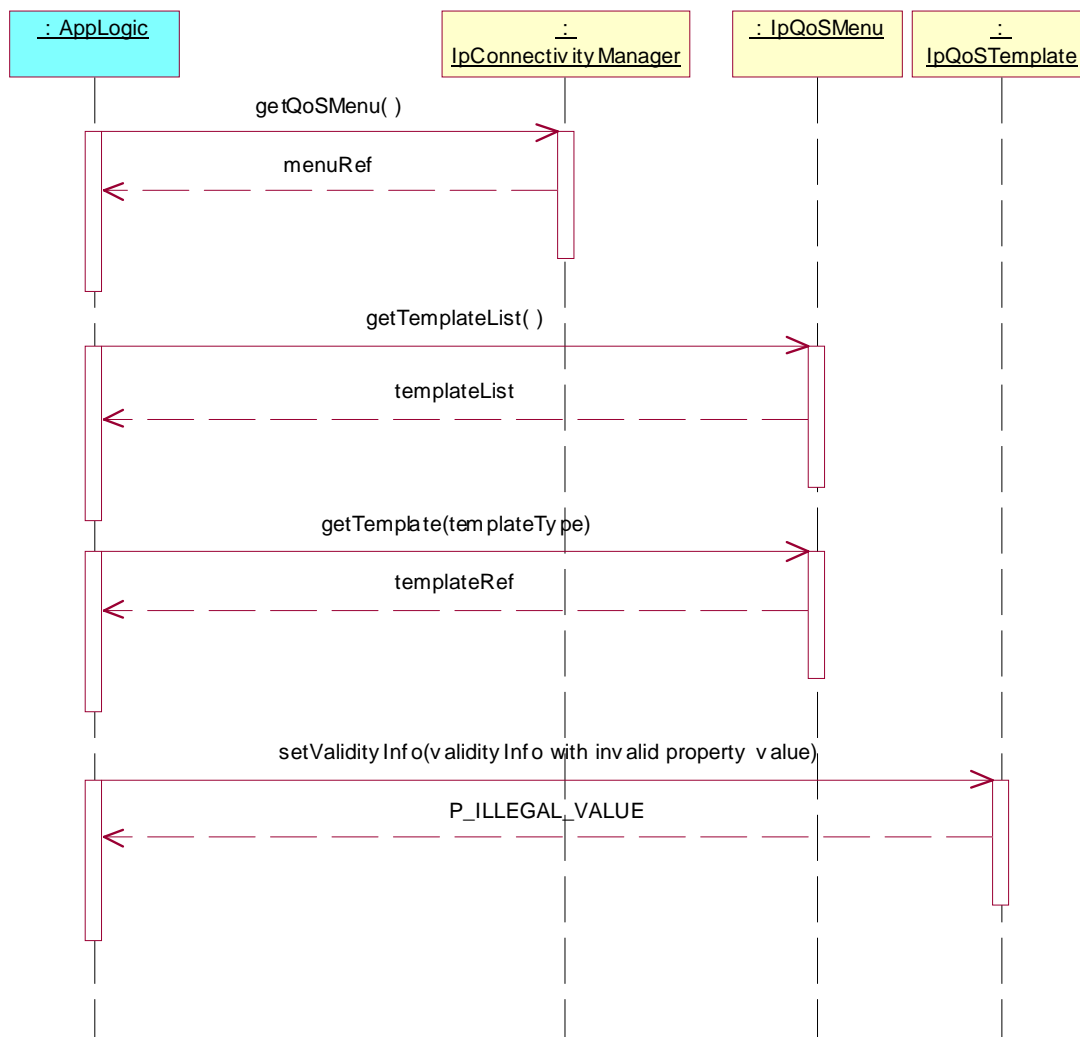 : AppLogic
:
IpConnectivityManager
: IpQoSMenu
:
IpQoSTemplate
getQoSMenu( )
menuRef
getTemplateList( )
templateList
getTemplate(templateType)
templateRef
setValidityInfo(validityInfo with invalid property value)
P_ILLEGAL_VALUE